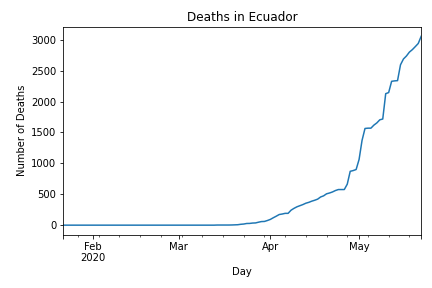 Deaths in Ecuador
3000
2500
2000
1500
1000
500
0
Number of Deaths
Feb
2020
Mar
Apr
May
Day